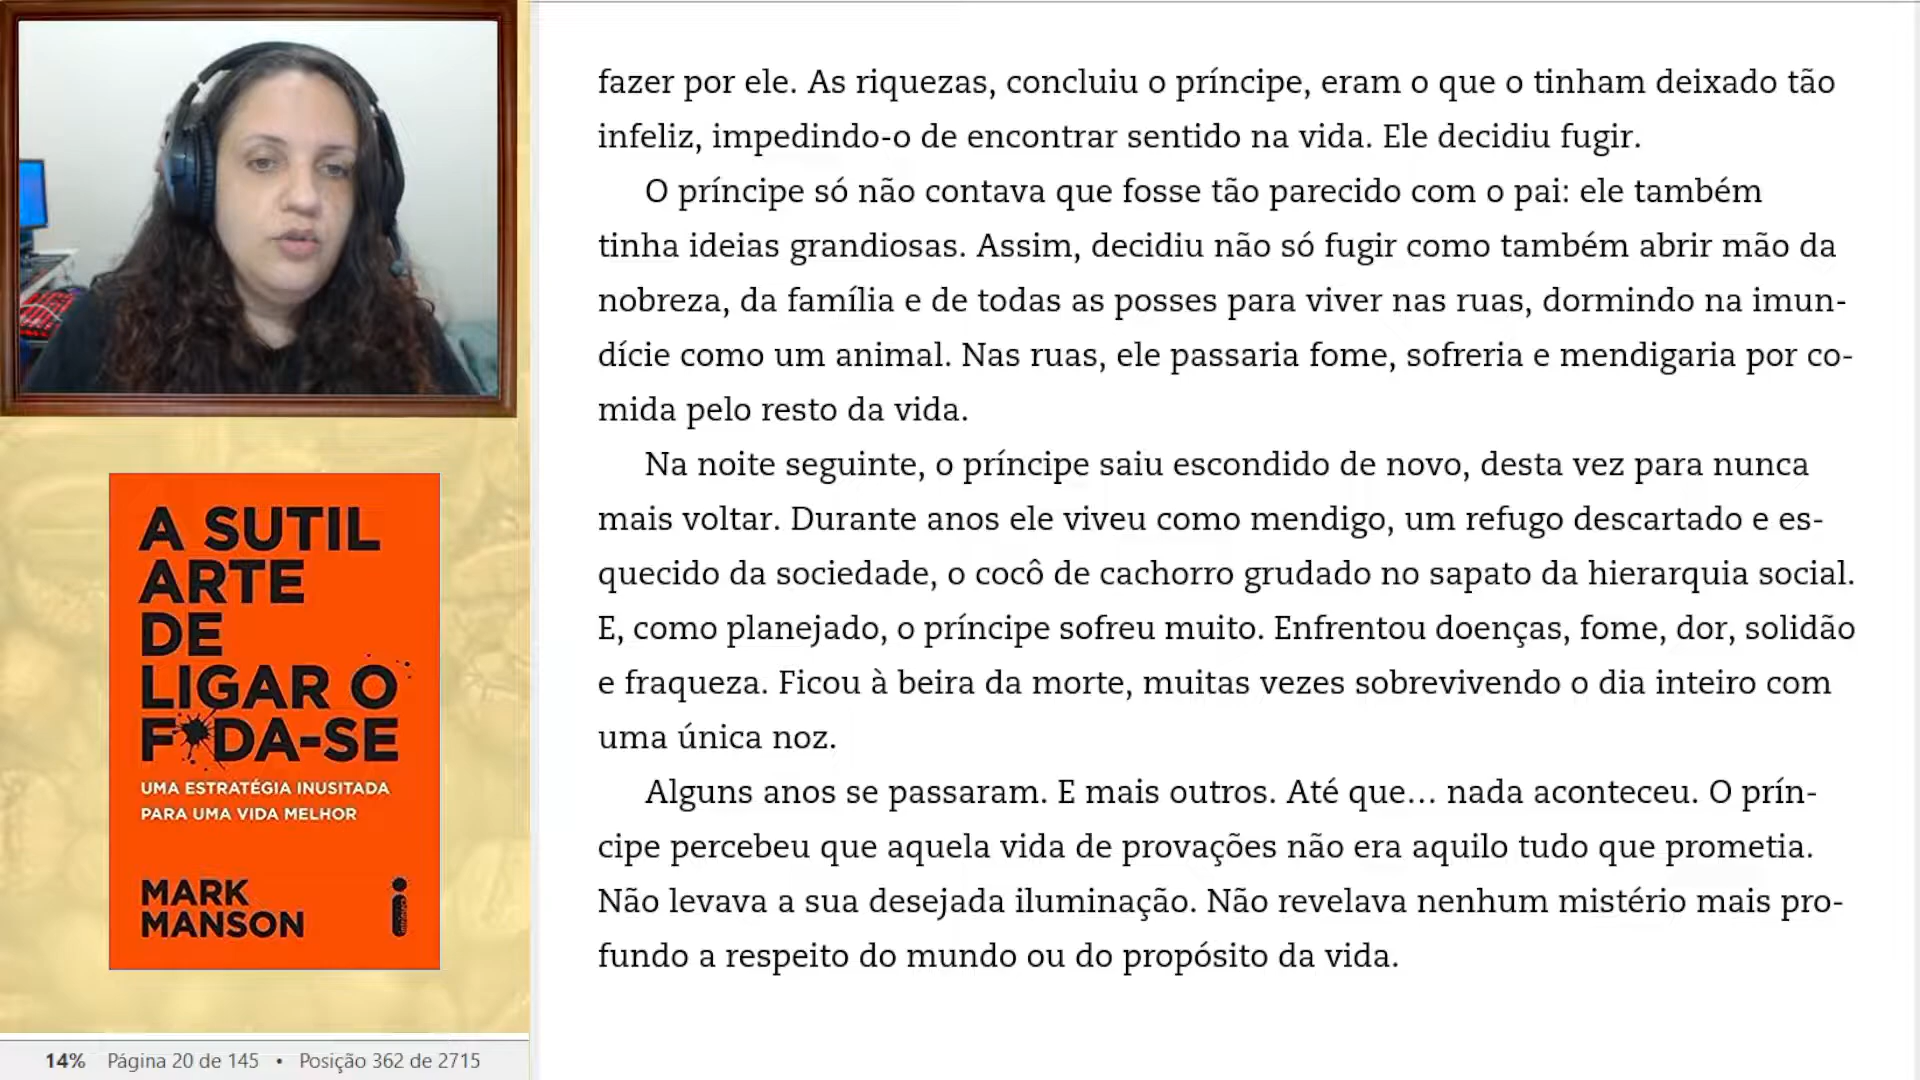 fazer por ele. As riquezas, concluiu o príncipe, eram o que o tinham deixado tão
infeliz, impedindo-o de encontrar sentido na vida. Ele decidiu fugir.
O príncipe só não contava que fosse tão parecido com o pai: ele também
tinha ideias grandiosas. Assim, decidiu não só fugir como também abrir mão da
nobreza, da família e de todas as posses para viver nas ruas, dormindo na imun-
dície como um animal. Nas ruas, ele passaria fome, sofreria e mendigaria por co-
mida pelo resto da vida.
Na noite seguinte, o príncipe saiu escondido de novo, desta vez para nunca
mais voltar. Durante anos ele viveu como mendigo, um refugo descartado e es-
quecido da sociedade, o cocô de cachorro grudado no sapato da hierarquia social.
E, como planejado, o príncipe sofreu muito. Enfrentou doenças, fome, dor, solidão
e fraqueza. Ficou à beira da morte, muitas vezes sobrevivendo o dia inteiro com
uma única noz.
Alguns anos se passaram. E mais outros. Até que... nada aconteceu. O prín-
cipe percebeu que aquela vida de provações não era aquilo tudo que prometia.
Não levava a sua desejada iluminação. Não revelava nenhum mistério mais pro-
fundo a respeito do mundo ou do propósito da vida.
A SUTIL
ARTE
DE
LIGAR O
F*DA-SE
UMA ESTRATÉGIA INUSITADA
PARA UMA VIDA MELHOR
MARK
MANSON
14% Página 20 de 145 • Posição 362 de 2715